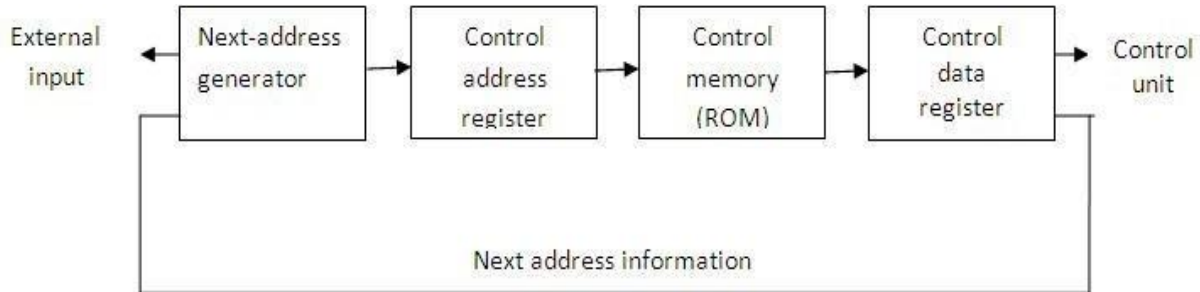 External
input
Next-address
generator
Control
address
register
Control
memory
(ROM)
Control
data
register
Control
unit
Next address information